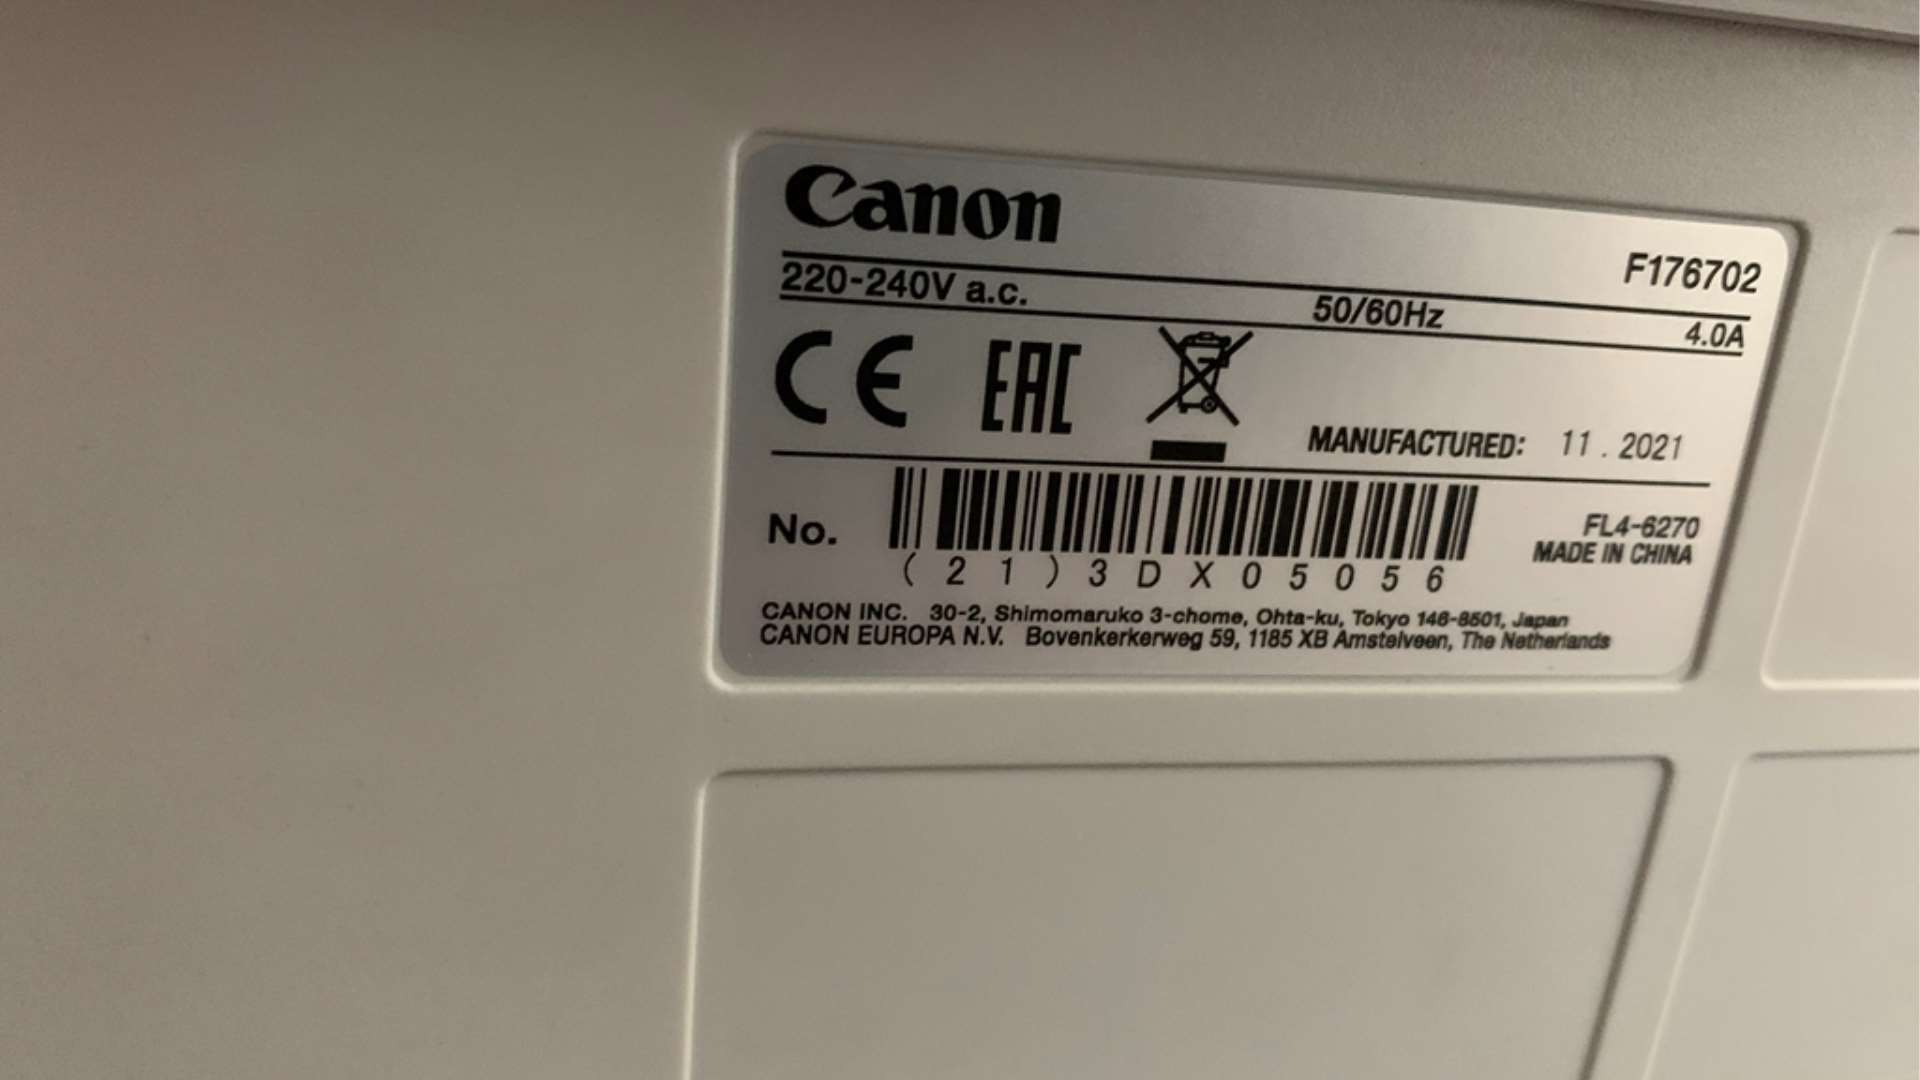 Canon
F176702
220-240V a.c. 50/60Hz 4.0A
CE EAC
MANUFACTURED: 11 . 2021
No. (21)3DX05056
FL4-6270
MADE IN CHINA
CANON INC. 30-2, Shimomaruko 3-chome, Ohta-ku, Tokyo 146-8501, Japan
CANON EUROPA N.V. Bovenkerkerweg 59, 1185 XB Amstelveen, The Netherlands